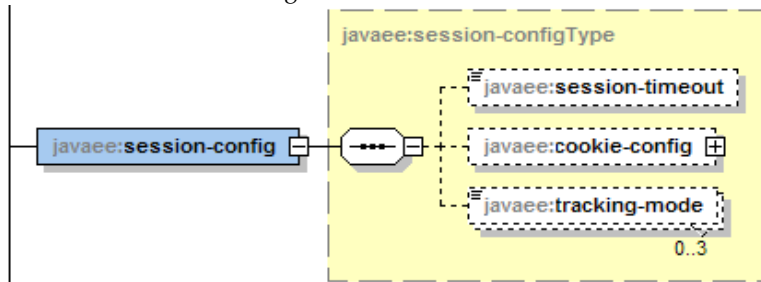 javaee:session-configType
javaee:session-timeout
javaee:session-config
javaee:cookie-config
javaee:tracking-mode
0..3